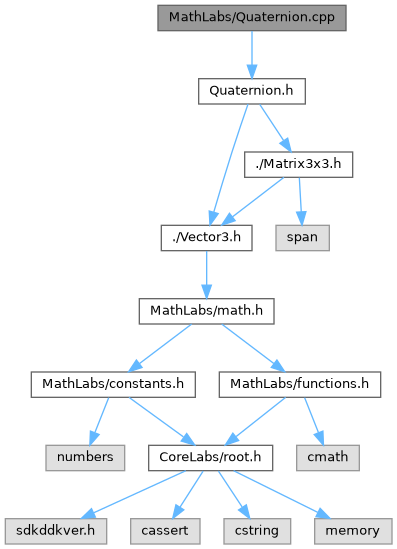 MathLabs/Quaternion.cpp
Quaternion.h
./Matrix3x3.h
./Vector3.h
span
MathLabs/math.h
MathLabs/constants.h
MathLabs/functions.h
numbers
CoreLabs/root.h
cmath
sdkddkver.h
cassert
cstring
memory